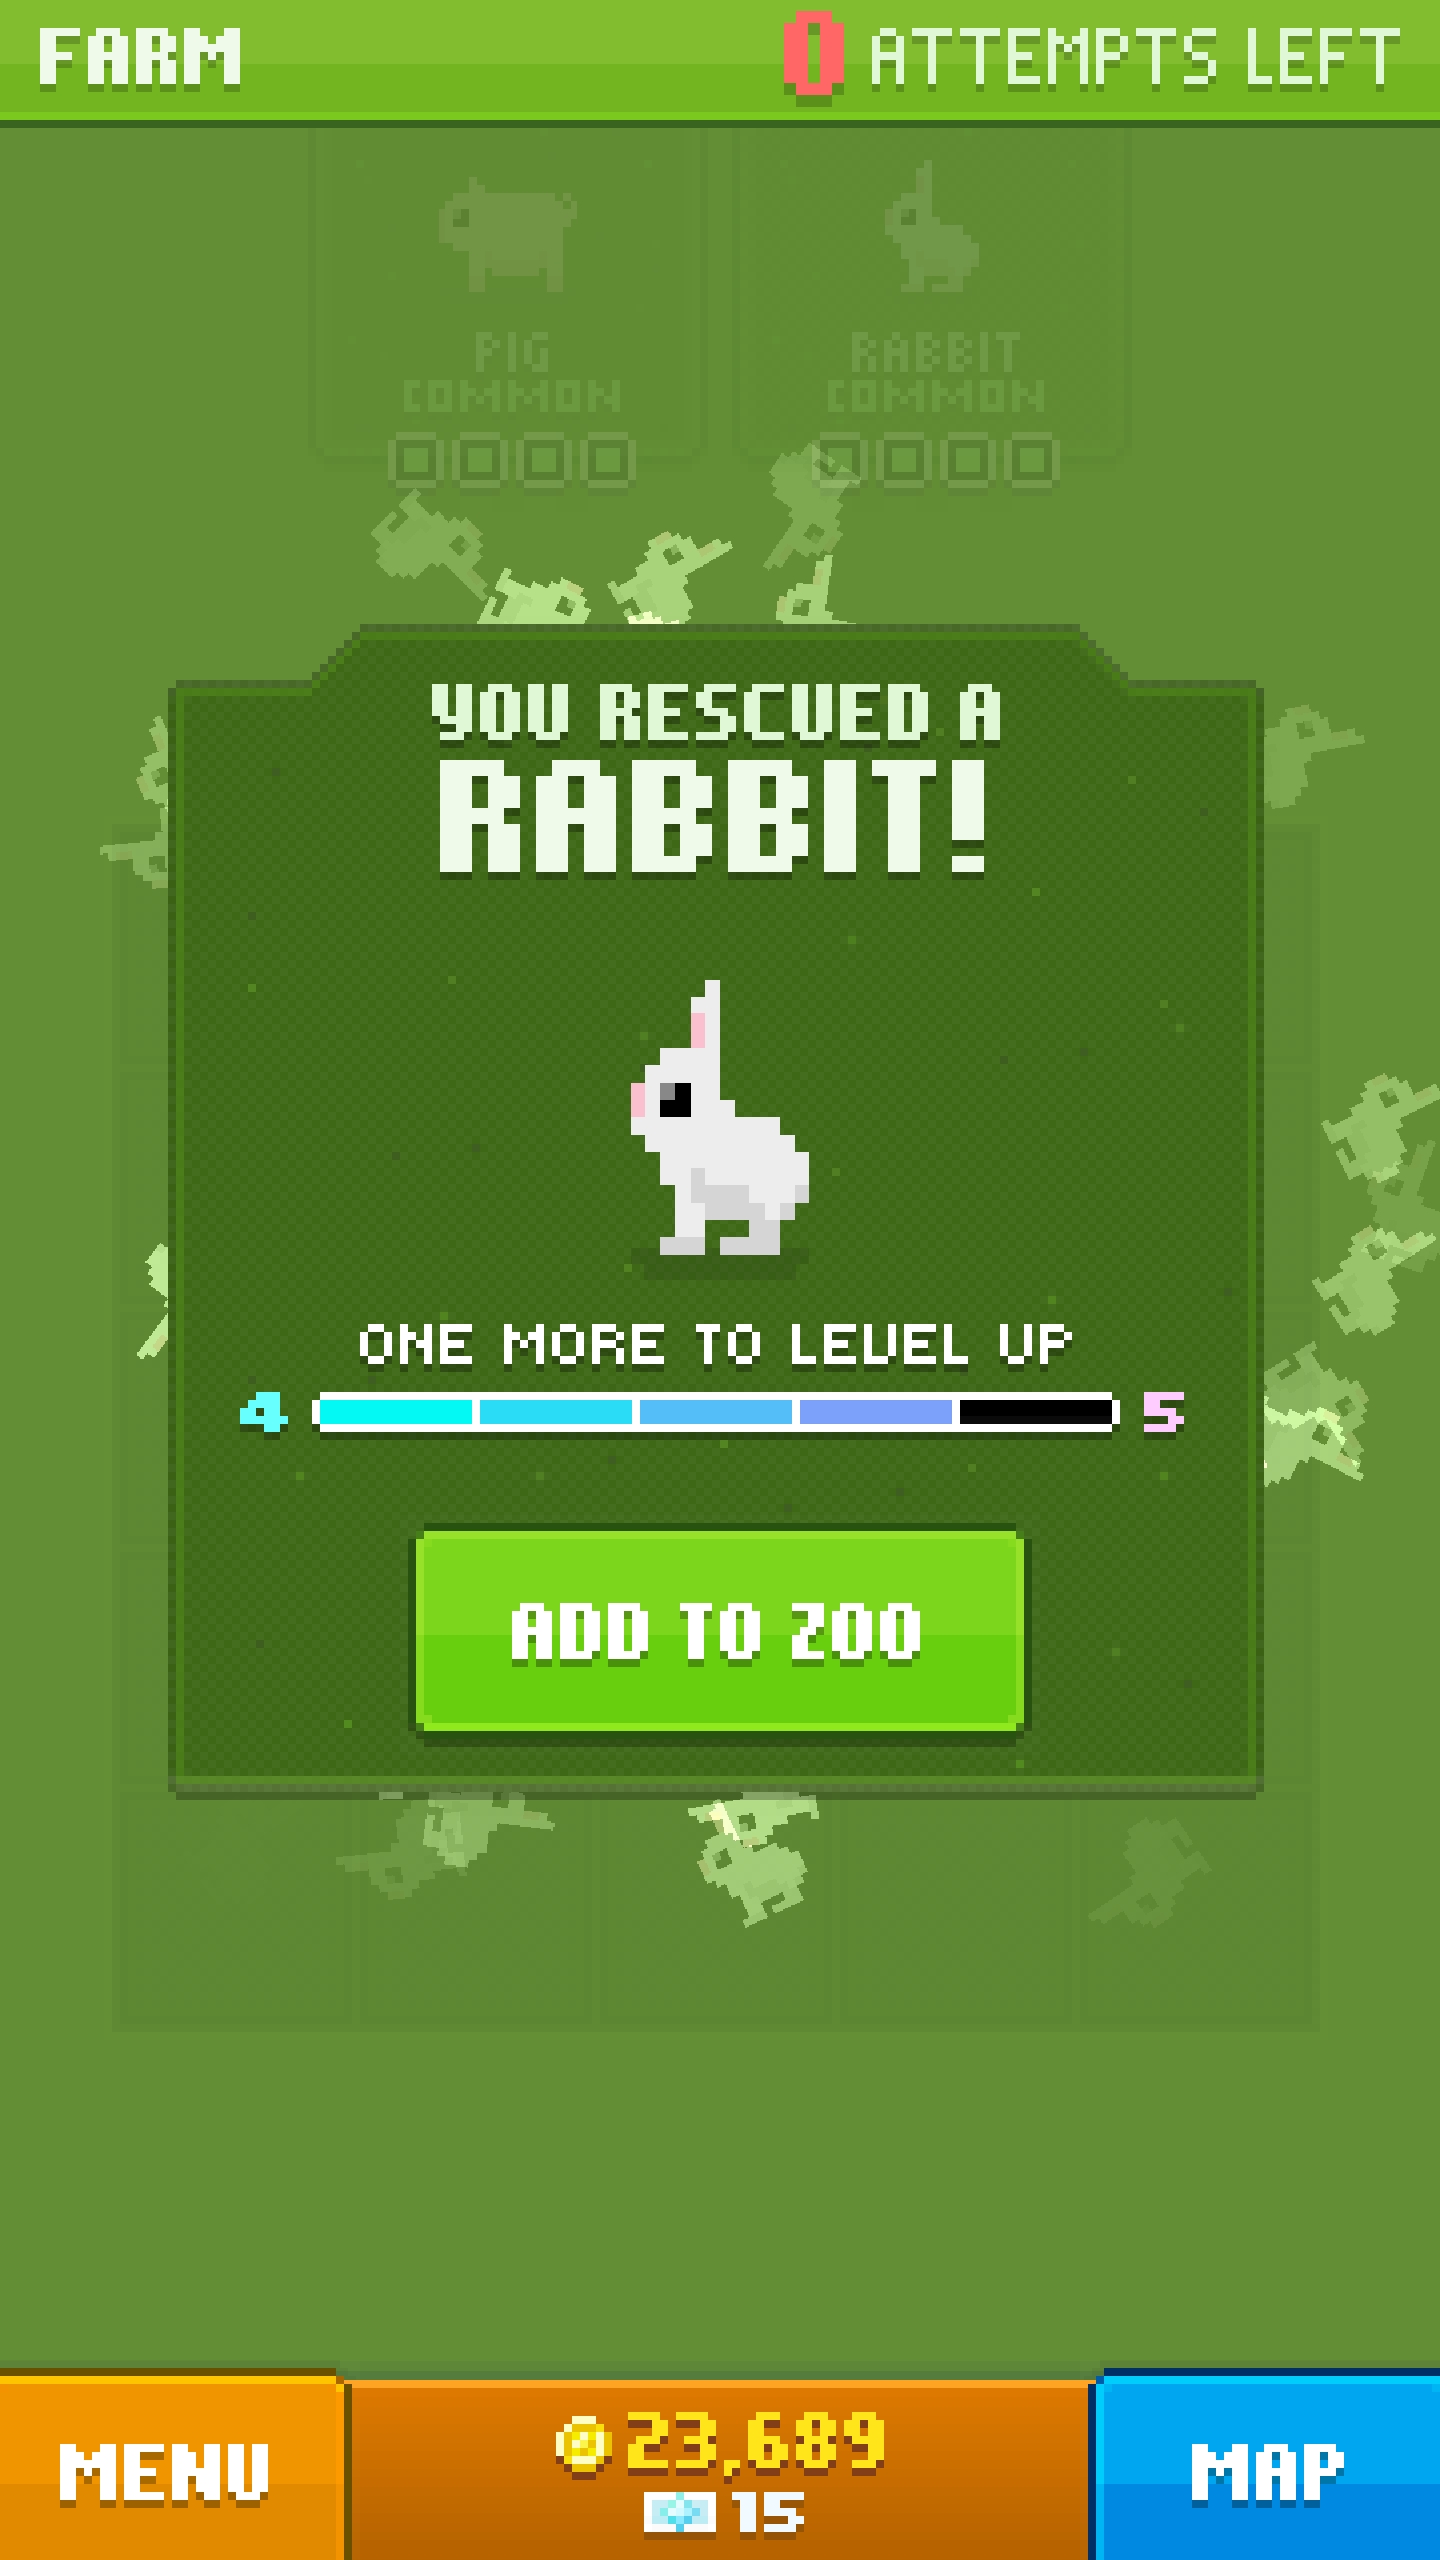 FARM
0 ATTEMPTS LEFT
PIG
COMMON
RABBIT
COMMON
YOU RESCUED A
RABBIT!
ONE MORE TO LEVEL UP
4 5
ADD TO ZOO
MENU
23,689
15
MAP